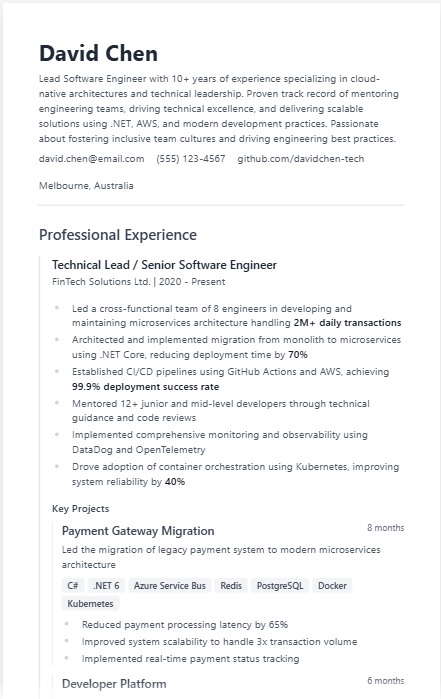 David Chen
Lead Software Engineer with 10+ years of experience specializing in cloud-
native architectures and technical leadership. Proven track record of mentoring
engineering teams, driving technical excellence, and delivering scalable
solutions using .NET, AWS, and modern development practices. Passionate
about fostering inclusive team cultures and driving engineering best practices.
david.chen@email.com (555) 123-4567 github.com/davidchen-tech
Melbourne, Australia
Professional Experience
Technical Lead / Senior Software Engineer
FinTech Solutions Ltd. | 2020 - Present
Led a cross-functional team of 8 engineers in developing and
maintaining microservices architecture handling 2M+ daily transactions
Architected and implemented migration from monolith to microservices
using .NET Core, reducing deployment time by 70%
Established CI/CD pipelines using GitHub Actions and AWS, achieving
99.9% deployment success rate
Mentored 12+ junior and mid-level developers through technical
guidance and code reviews
Implemented comprehensive monitoring and observability using
DataDog and OpenTelemetry
Drove adoption of container orchestration using Kubernetes, improving
system reliability by 40%
Key Projects
Payment Gateway Migration 8 months
Led the migration of legacy payment system to modern microservices
architecture
C# .NET 6 Azure Service Bus Redis PostgreSQL Docker
Kubernetes
Reduced payment processing latency by 65%
Improved system scalability to handle 3x transaction volume
Implemented real-time payment status tracking
Developer Platform 6 months